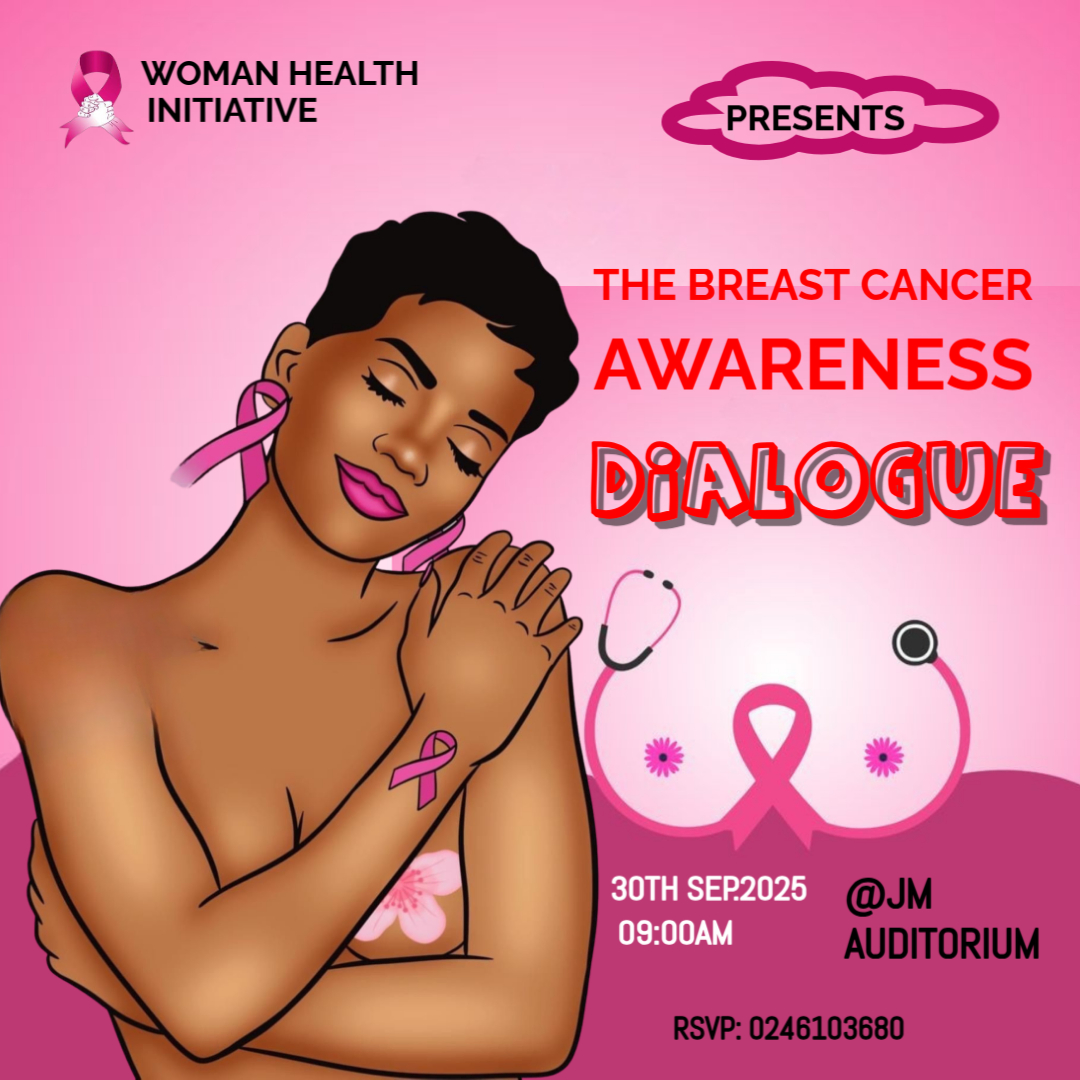 WOMAN HEALTH
INITIATIVE
PRESENTS
THE BREAST CANCER
AWARENESS
DiALOGUE
30TH SEP.2025
09:00AM
@JM
AUDITORIUM
RSVP: 0246103680